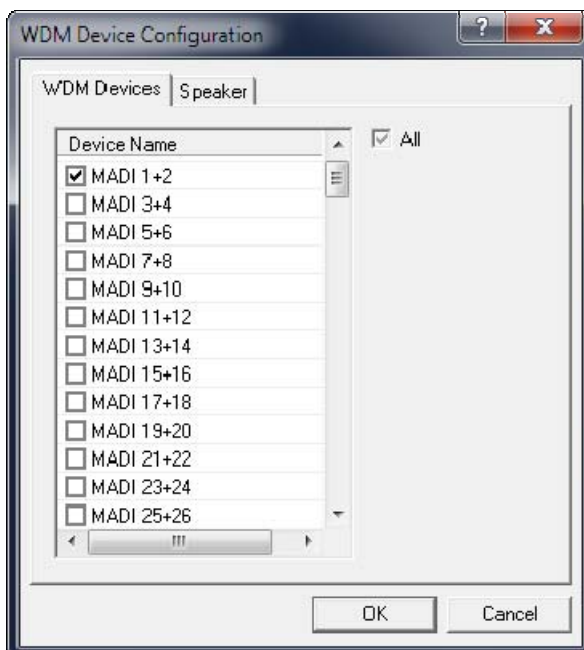 WDM Device Configuration
?
X
WDM Devices
Speaker
Device Name
All
MADI 1+2
MADI 3+4
MADI 5+6
MADI 7+8
MADI 9+10
MADI 11+12
MADI 13+14
MADI 15+16
MADI 17+18
MADI 19+20
MADI 21+22
MADI 23+24
MADI 25+26
OK
Cancel